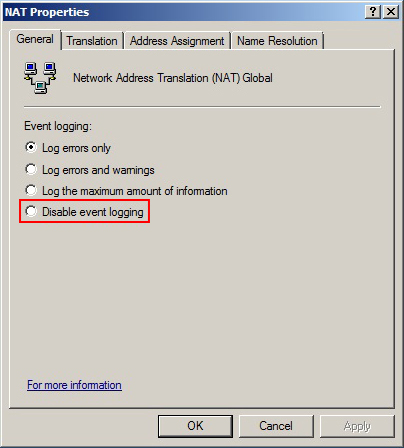 NAT Properties
General
Translation
Address Assignment
Name Resolution
Network Address Translation (NAT) Global
Event logging:
Log errors only
Log errors and warnings
Log the maximum amount of information
Disable event logging
For more information
OK
Cancel
Apply